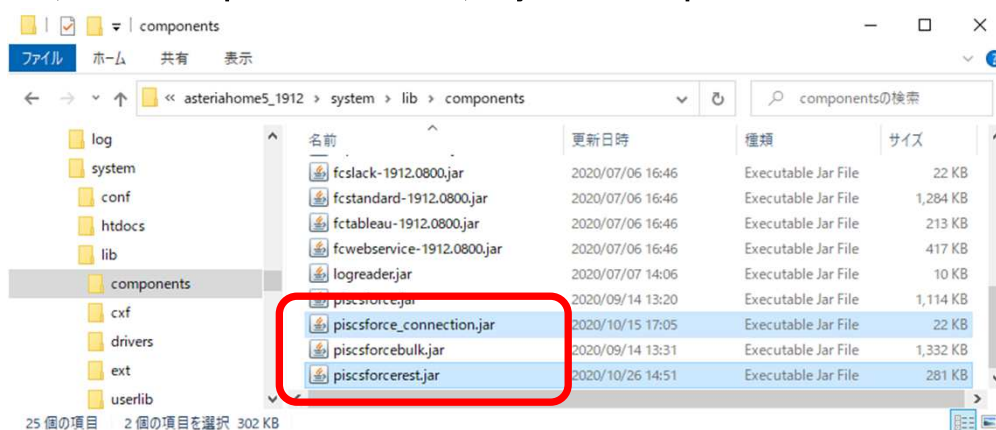 components
ファイル ホーム 共有 表示
« asteriahome5_1912 › system › lib › components componentsの検索
名前 更新日時 種類 サイズ
log
system
conf
htdocs
lib
components
cxf
drivers
ext
userlib
fcslack-1912.0800.jar 2020/07/06 16:46 Executable Jar File 22 KB
fcstandard-1912.0800.jar 2020/07/06 16:46 Executable Jar File 1,284 KB
fctableau-1912.0800.jar 2020/07/06 16:46 Executable Jar File 213 KB
fcwebservice-1912.0800.jar 2020/07/06 16:46 Executable Jar File 417 KB
logreader.jar 2020/07/07 14:06 Executable Jar File 10 KB
piscsforce.jar 2020/09/14 13:20 Executable Jar File 1,114 KB
piscsforce_connection.jar 2020/10/15 17:05 Executable Jar File 22 KB
piscsforcebulk.jar 2020/09/14 13:31 Executable Jar File 1,332 KB
piscsforcerest.jar 2020/10/26 14:51 Executable Jar File 281 KB
25 個の項目 2 個の項目を選択 302 KB